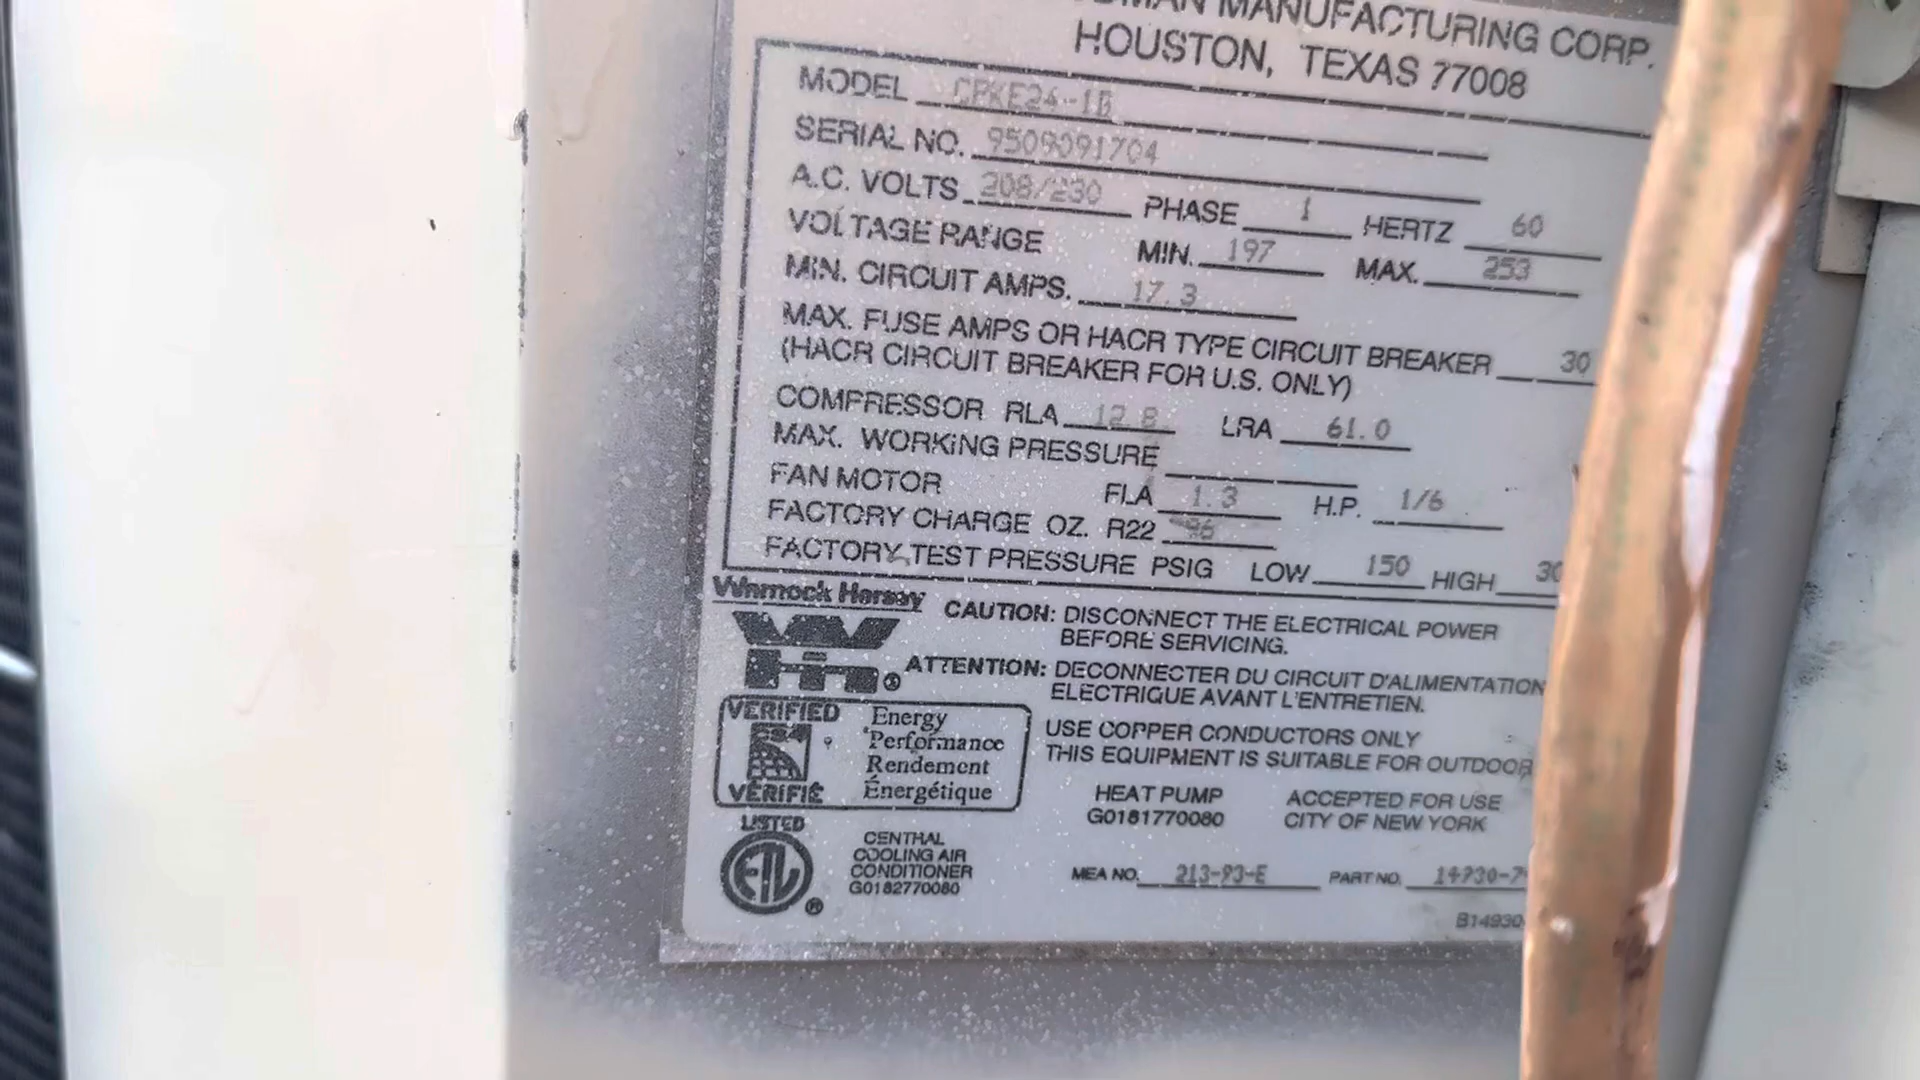 MANUFACTURING CORP.
HOUSTON, TEXAS 77008
MODEL CPKE24-1B
SERIAL NO. 9509091704
A.C. VOLTS 208/230 PHASE 1 HERTZ 60
VOLTAGE RANGE MIN. 197 MAX. 253
MIN. CIRCUIT AMPS. 17.3
MAX. FUSE AMPS OR HACR TYPE CIRCUIT BREAKER 30
(HACR CIRCUIT BREAKER FOR U.S. ONLY)
COMPRESSOR RLA 12.8 LRA 61.0
MAX. WORKING PRESSURE
FAN MOTOR FLA 1.3 H.P. 1/6
FACTORY CHARGE OZ. R22 96
FACTORY TEST PRESSURE PSIG LOW 150 HIGH
Warnock Hersey
WH®
CAUTION: DISCONNECT THE ELECTRICAL POWER
BEFORE SERVICING.
ATTENTION: DECONNECTER DU CIRCUIT D'ALIMENTATION
ELECTRIQUE AVANT L'ENTRETIEN.
VERIFIED
VÉRIFIÉ
Energy
Performance
Rendement
Énergétique
USE COPPER CONDUCTORS ONLY
THIS EQUIPMENT IS SUITABLE FOR OUTDOOR
HEAT PUMP
G0181770080
ACCEPTED FOR USE
CITY OF NEW YORK
LISTED
ETL®
CENTRAL
COOLING AIR
CONDITIONER
G0182770080
MEA NO. 213-93-E PART NO.